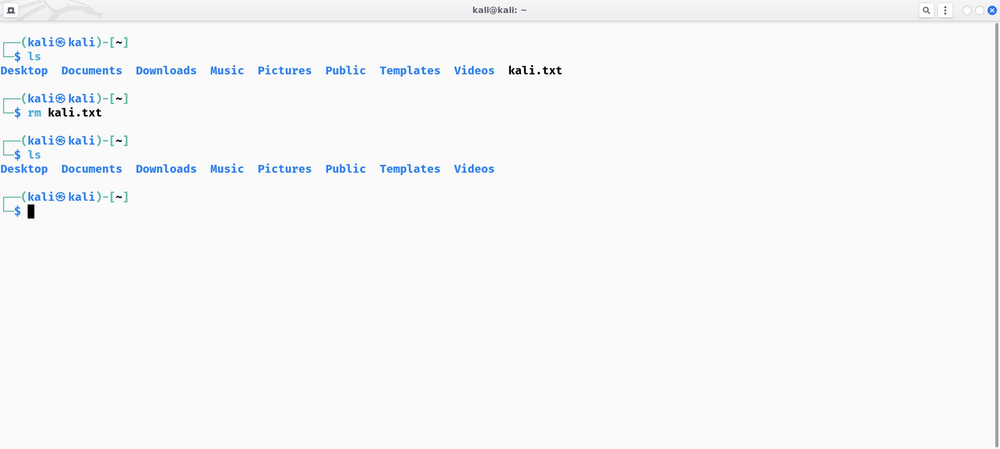 kali@kali: ~
┌──(kali㉿kali)-[~]
└─$ ls
Desktop  Documents  Downloads  Music  Pictures  Public  Templates  Videos  kali.txt
┌──(kali㉿kali)-[~]
└─$ rm kali.txt
┌──(kali㉿kali)-[~]
└─$ ls
Desktop  Documents  Downloads  Music  Pictures  Public  Templates  Videos
┌──(kali㉿kali)-[~]
└─$